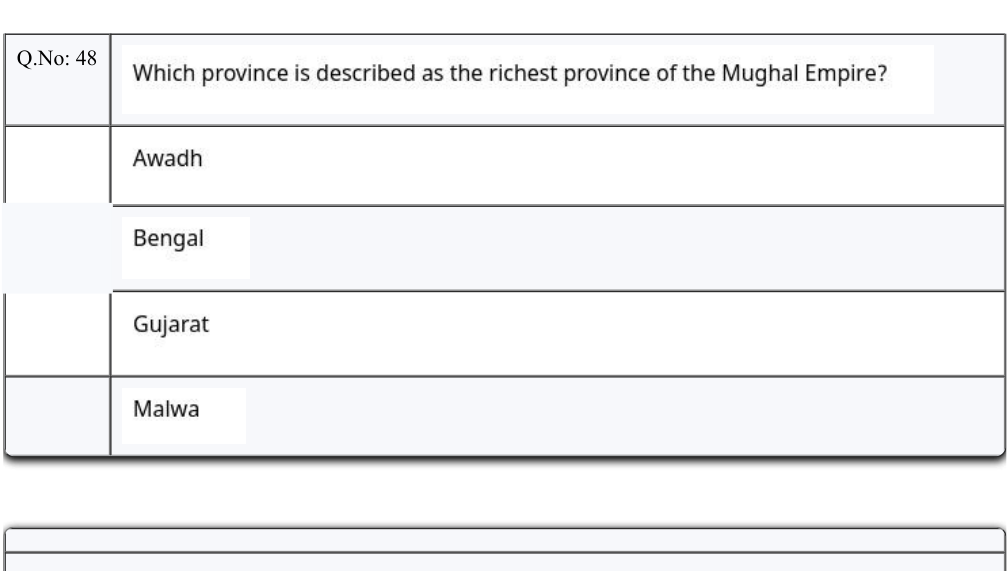 Q.No: 48
Which province is described as the richest province of the Mughal Empire?
Awadh
Bengal
Gujarat
Malwa